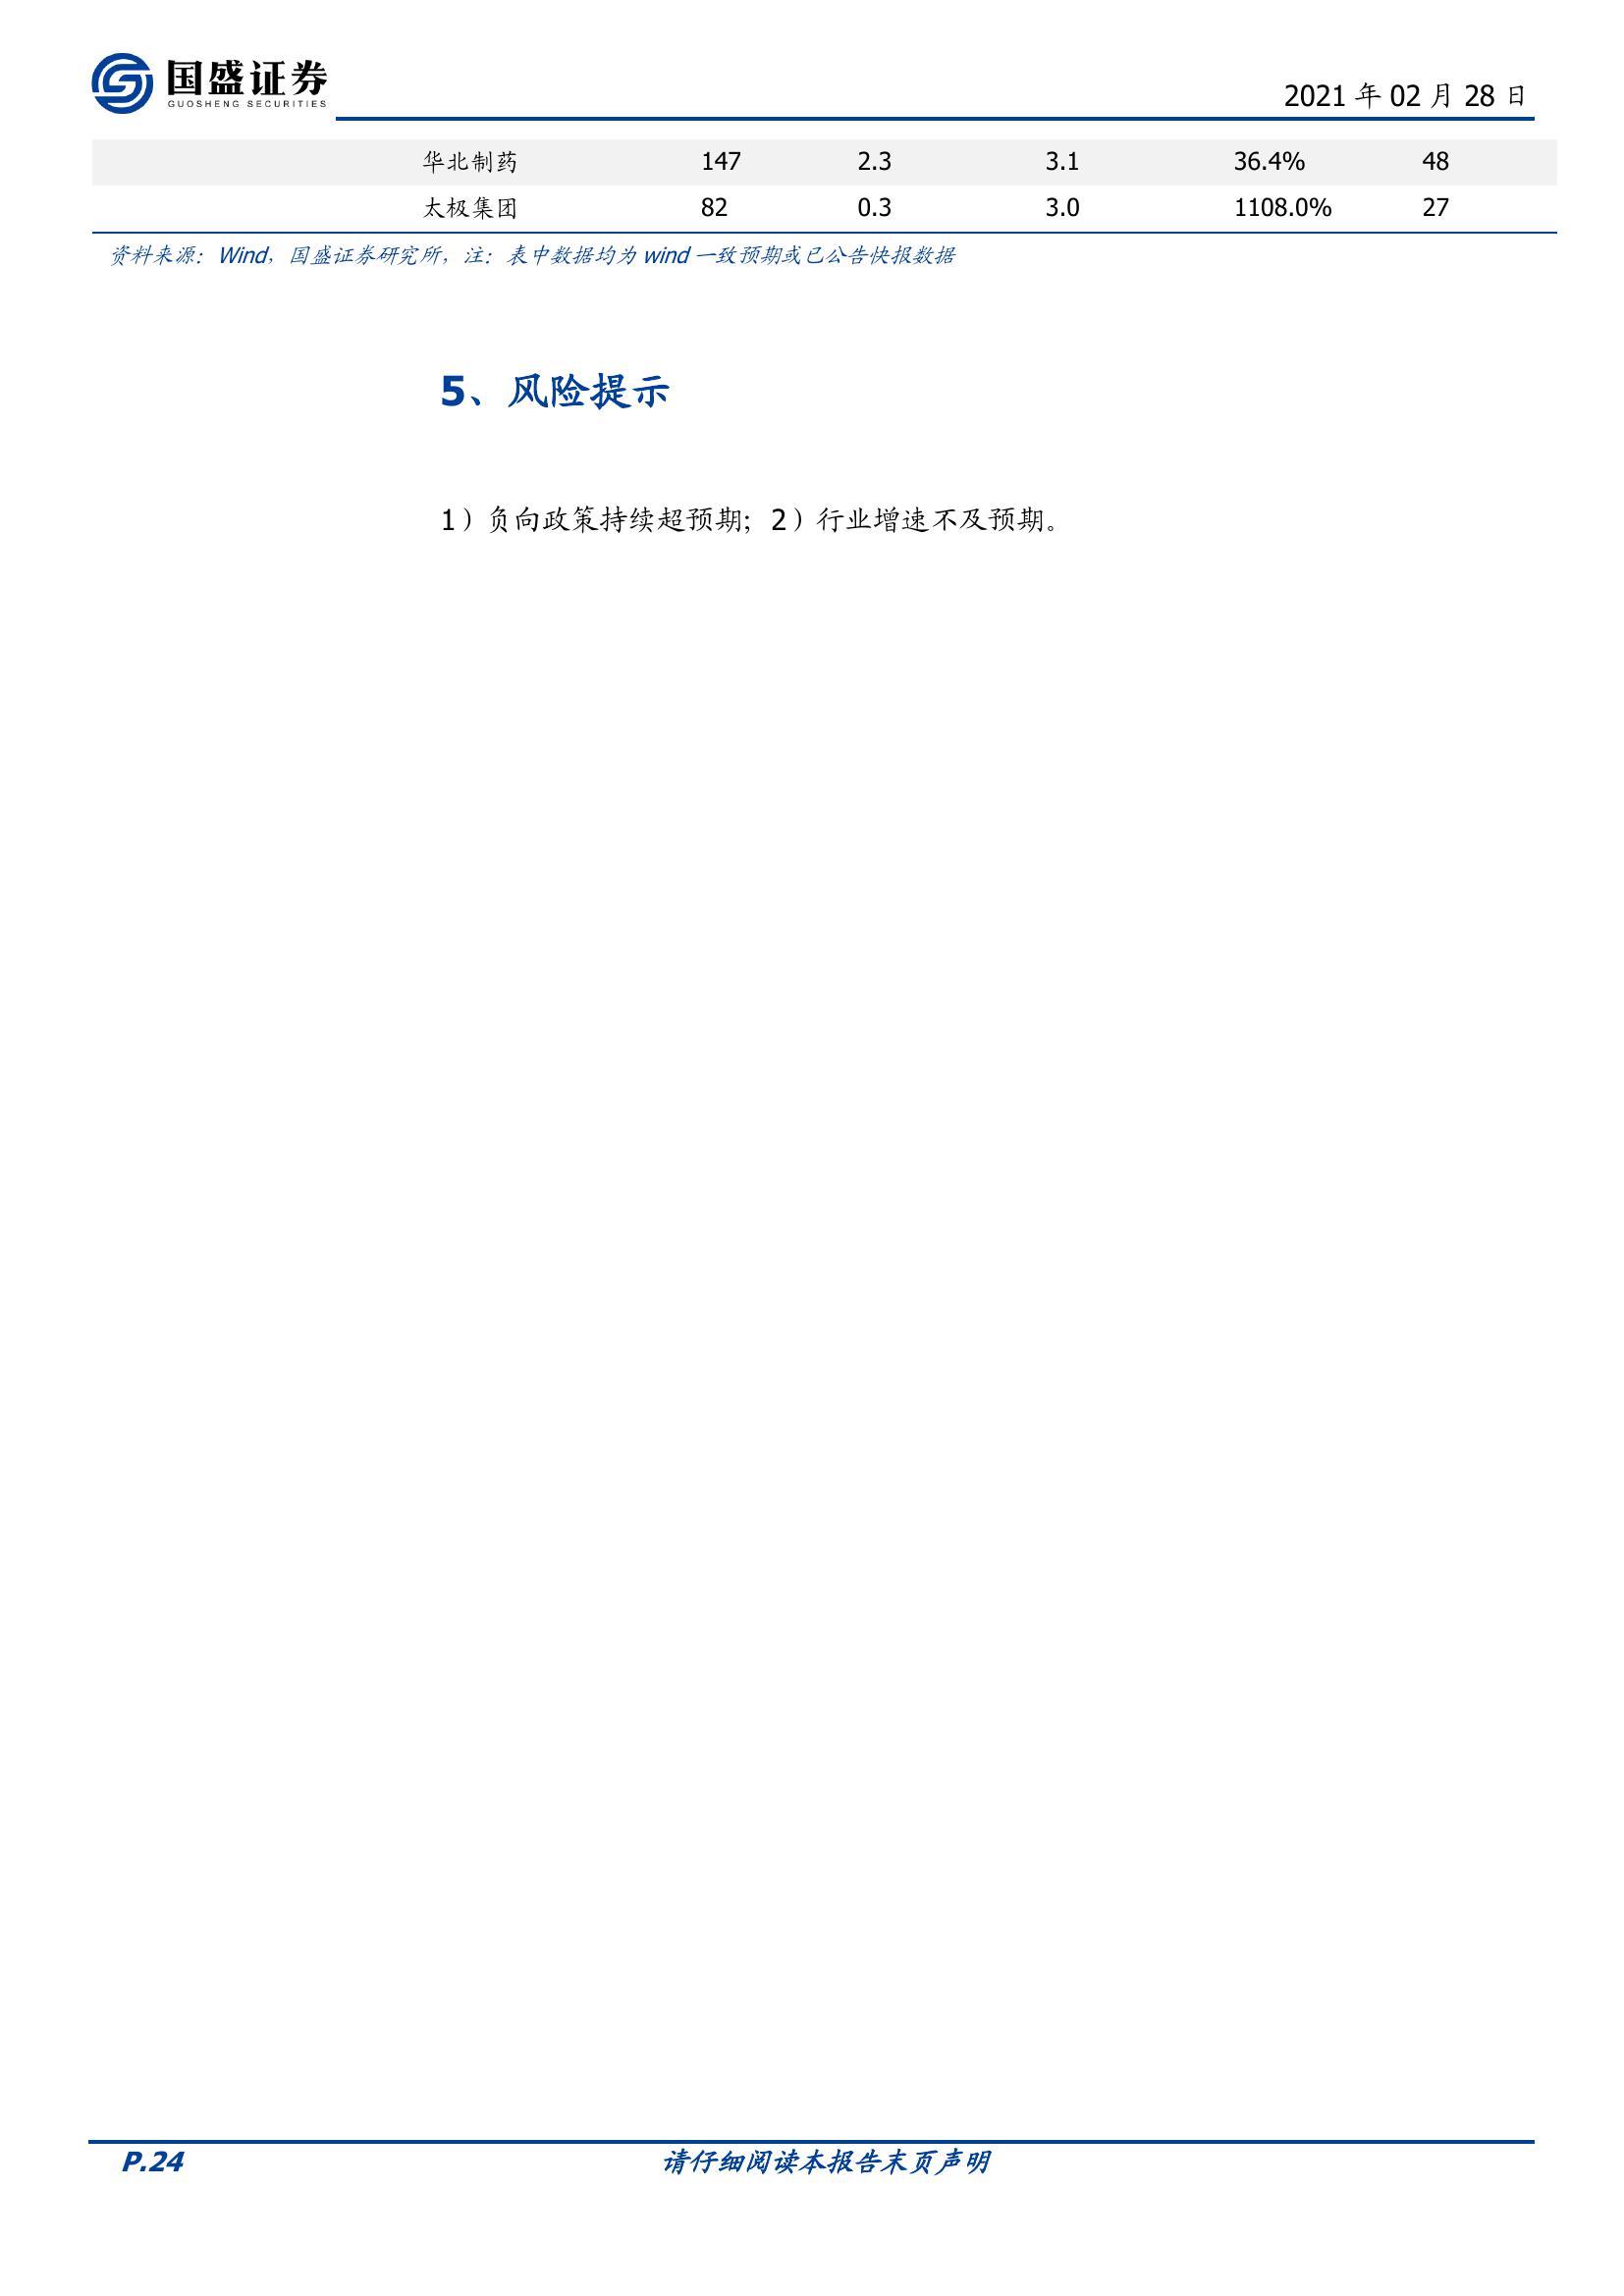 国盛证券
GUOSHENG SECURITIES
2021 年 02 月 28 日
华北制药 147 2.3 3.1 36.4% 48
太极集团 82 0.3 3.0 1108.0% 27
资料来源：Wind，国盛证券研究所，注：表中数据均为 wind 一致预期或已公告快报数据
5、风险提示
1）负向政策持续超预期；2）行业增速不及预期。
P.24 请仔细阅读本报告末页声明